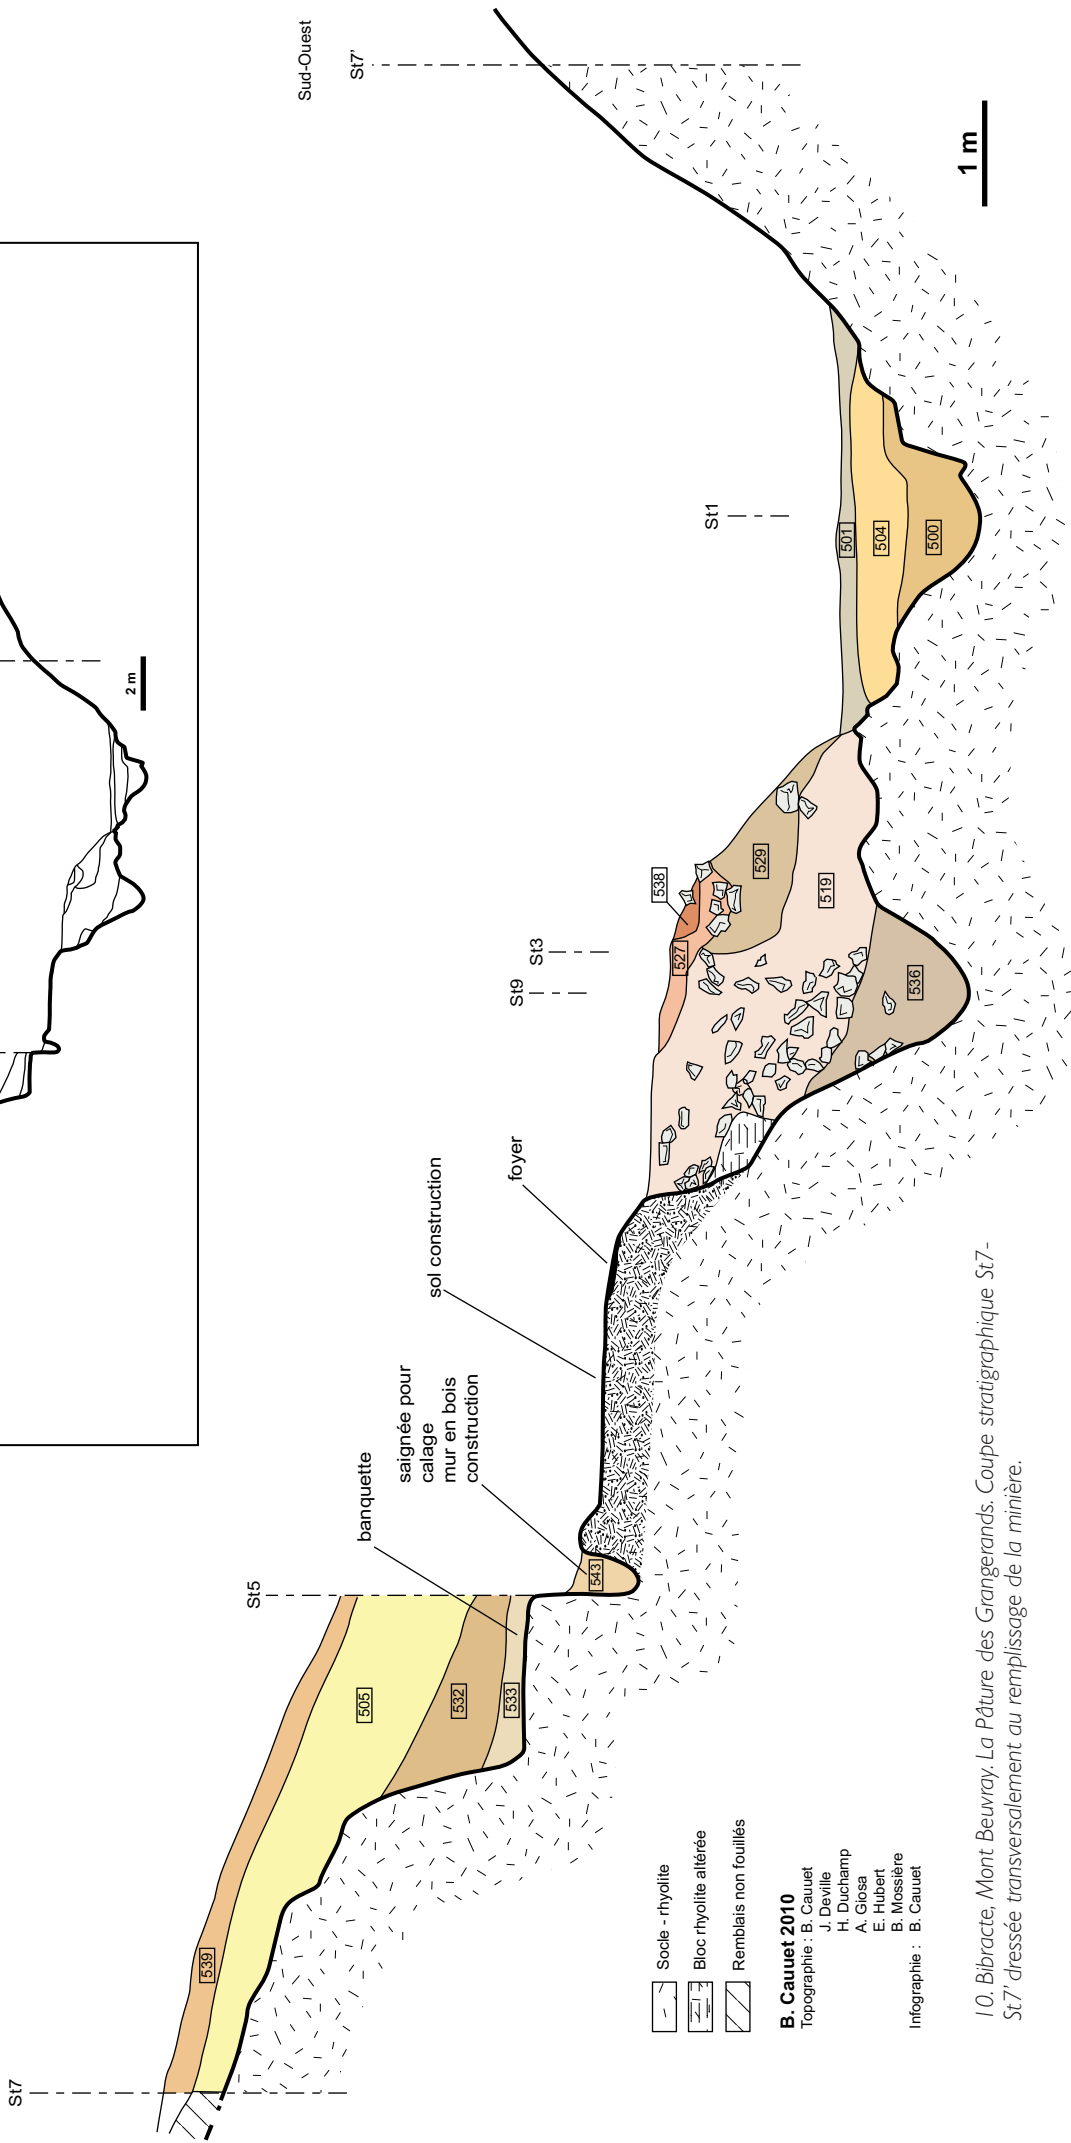 2 m
Sud-Ouest
St7
St5
St9
St3
St1
St7'
banquette
saignée pour
calage
mur en bois
construction
sol construction
foyer
539
505
532
533
543
538
527
529
519
536
501
504
500
1 m
Socle - rhyolite
Bloc rhyolite altérée
Remblais non fouillés
B. Cauuet 2010
Topographie : B. Cauuet
J. Deville
H. Duchamp
A. Giosa
E. Hubert
B. Mossière
Infographie : B. Cauuet
10. Bibracte, Mont Beuvray. La Pâture des Grangerands. Coupe stratigraphique St7-
St7' dressée transversalement au remplissage de la minière.